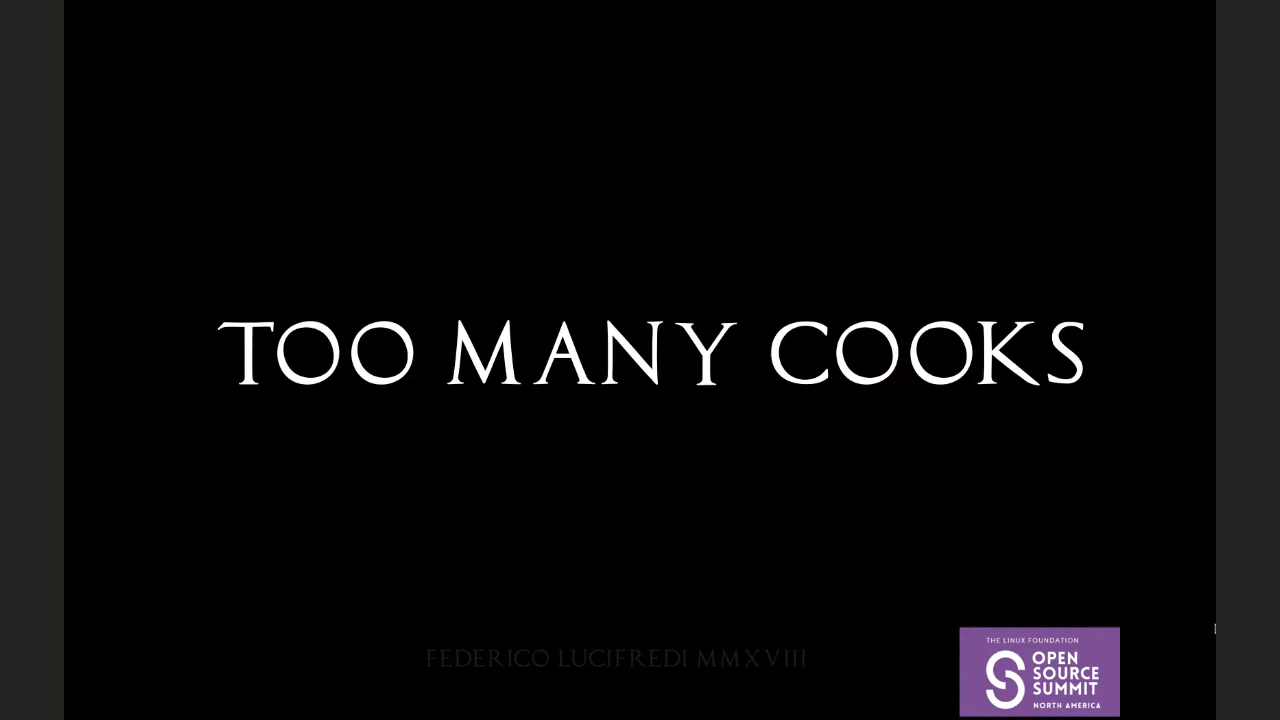 TOO MANY COOKS
FEDERICO LUCIFREDI MMXVIII
THE LINUX FOUNDATION
OPEN
SOURCE
SUMMIT
NORTH AMERICA